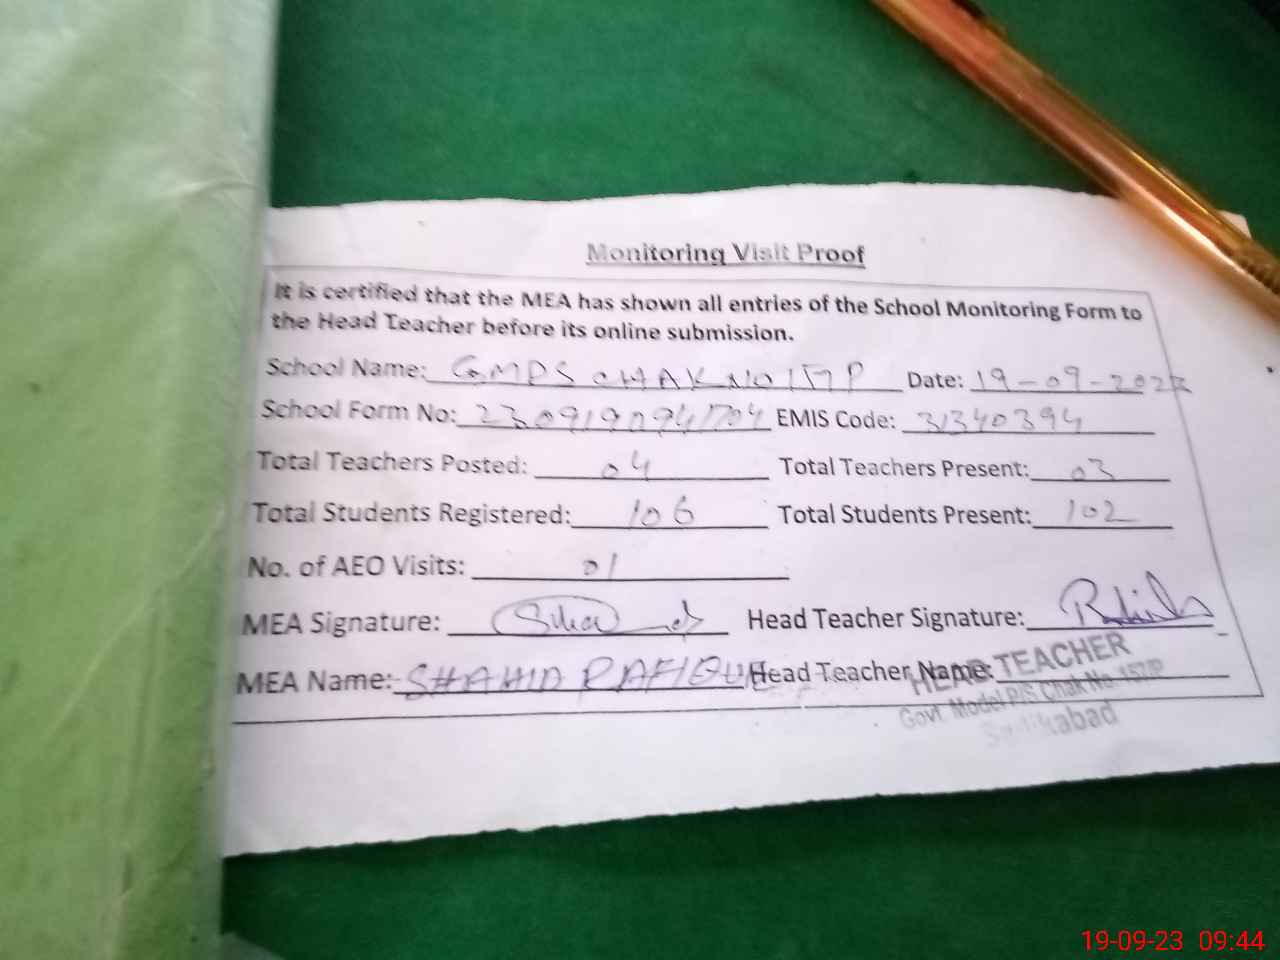 Monitoring Visit Proof
It is certified that the MEA has shown all entries of the School Monitoring Form to
the Head Teacher before its online submission.
School Name: GMPS CHAK NO 157P Date: 19-09-2023
School Form No: 230919094704 EMIS Code: 31340394
Total Teachers Posted: 04 Total Teachers Present: 03
Total Students Registered: 106 Total Students Present: 102
No. of AEO Visits: 01
MEA Signature: Head Teacher Signature:
MEA Name: SHAHID RAFIQUE Head Teacher Name:
HEAD TEACHER
Govt. Model P/S Chak No. 157/P
Sadikabad
19-09-23 09:44